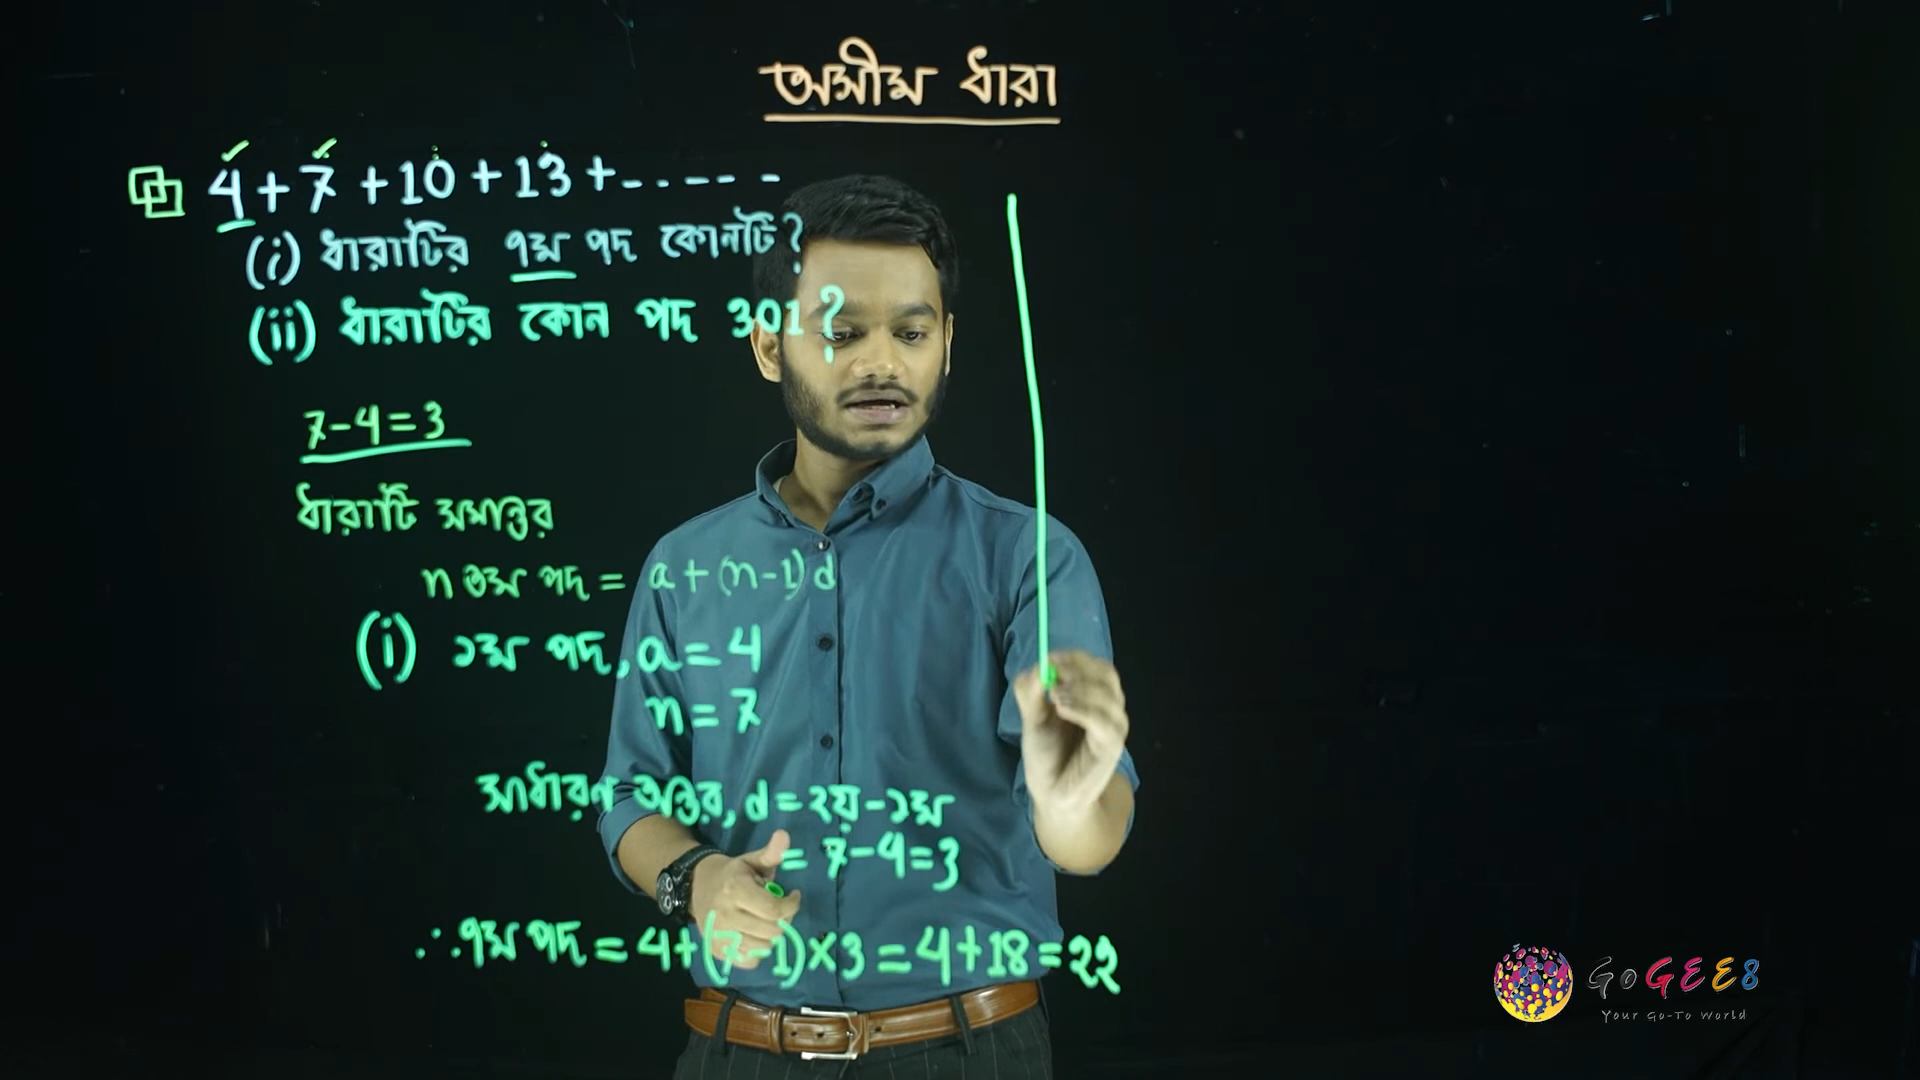 অসীম ধারা
4+7+10+13+-----
(i) ধারাটির ৭ম পদ কোনটি?
(ii) ধারাটির কোন পদ 301?
7-4=3
ধারাটি সমান্তর
n তম পদ = a+(n-1)d
(i) ১ম পদ, a=4
n=7
সাধারণ অন্তর, d=২য়-১ম
= 7-4=3
∴ ৭ম পদ = 4+(7-1)×3=4+18=২২
GoGEE8
Your Go-To World